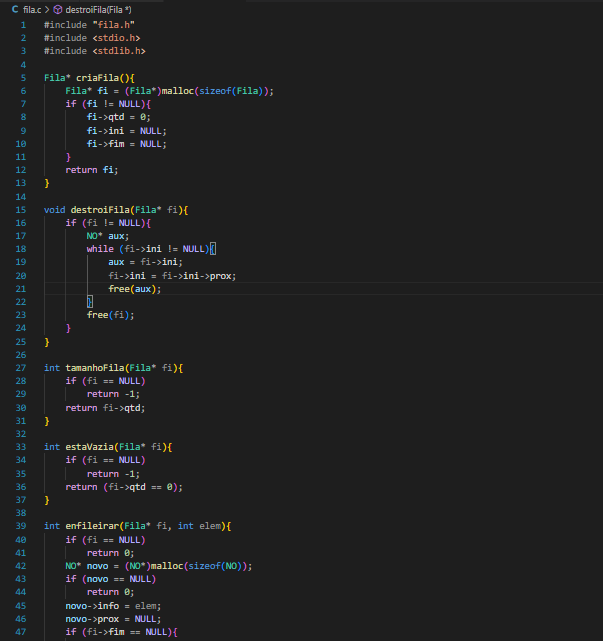 C fila.c > destroiFila(Fila *)
1 #include "fila.h"
2 #include <stdio.h>
3 #include <stdlib.h>
4
5 Fila* criaFila(){
6     Fila* fi = (Fila*)malloc(sizeof(Fila));
7     if (fi != NULL){
8         fi->qtd = 0;
9         fi->ini = NULL;
10         fi->fim = NULL;
11     }
12     return fi;
13 }
14
15 void destroiFila(Fila* fi){
16     if (fi != NULL){
17         NO* aux;
18         while (fi->ini != NULL){
19             aux = fi->ini;
20             fi->ini = fi->ini->prox;
21             free(aux);
22         }
23         free(fi);
24     }
25 }
26
27 int tamanhoFila(Fila* fi){
28     if (fi == NULL)
29         return -1;
30     return fi->qtd;
31 }
32
33 int estaVazia(Fila* fi){
34     if (fi == NULL)
35         return -1;
36     return (fi->qtd == 0);
37 }
38
39 int enfileirar(Fila* fi, int elem){
40     if (fi == NULL)
41         return 0;
42     NO* novo = (NO*)malloc(sizeof(NO));
43     if (novo == NULL)
44         return 0;
45     novo->info = elem;
46     novo->prox = NULL;
47     if (fi->fim == NULL){